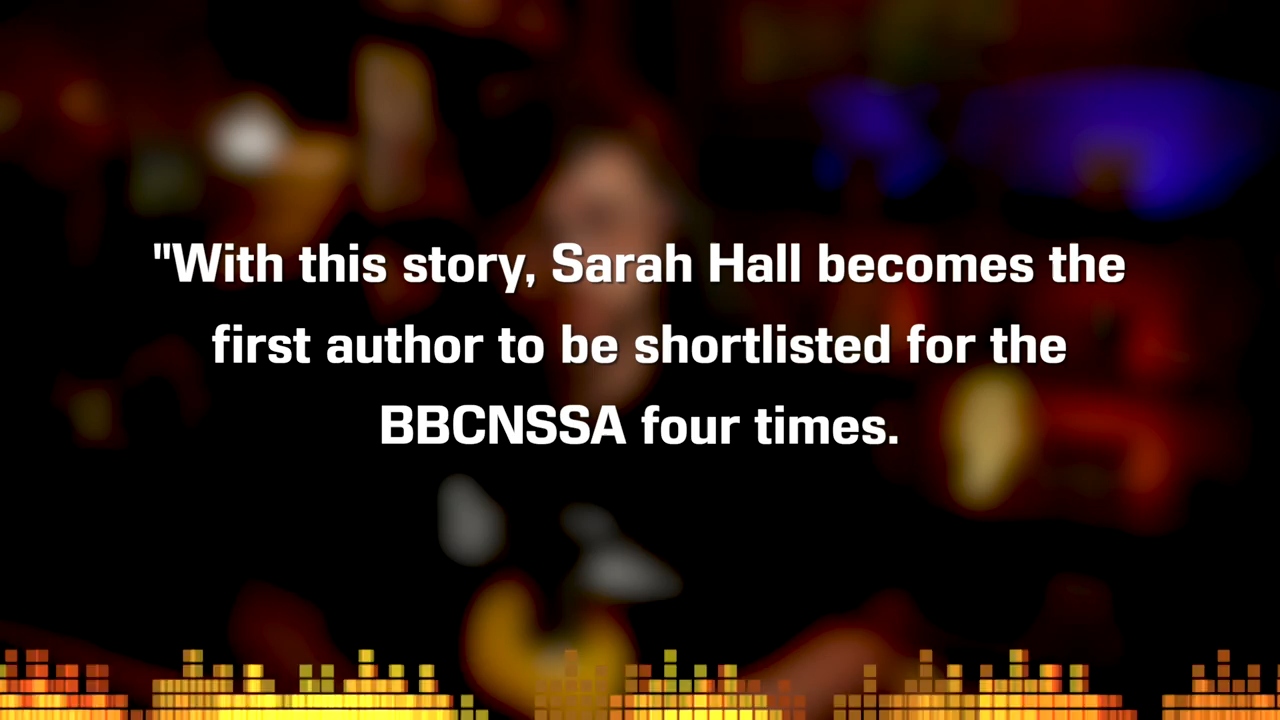 "With this story, Sarah Hall becomes the
first author to be shortlisted for the
BBCNSSA four times.